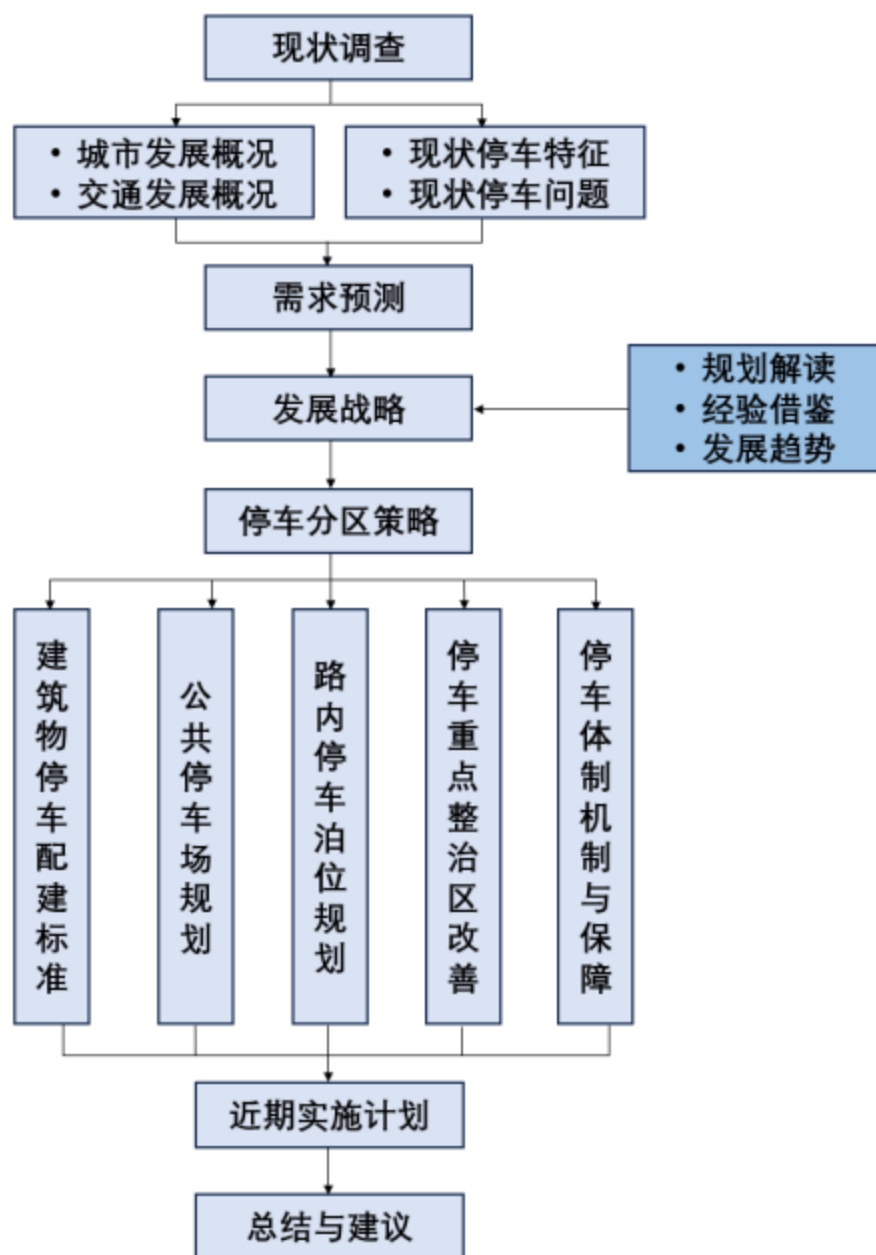 现状调查
• 城市发展概况
• 交通发展概况
• 现状停车特征
• 现状停车问题
需求预测
发展战略
• 规划解读
• 经验借鉴
• 发展趋势
停车分区策略
建筑物停车配建标准
公共停车场规划
路内停车泊位规划
停车重点整治区改善
停车体制机制与保障
近期实施计划
总结与建议